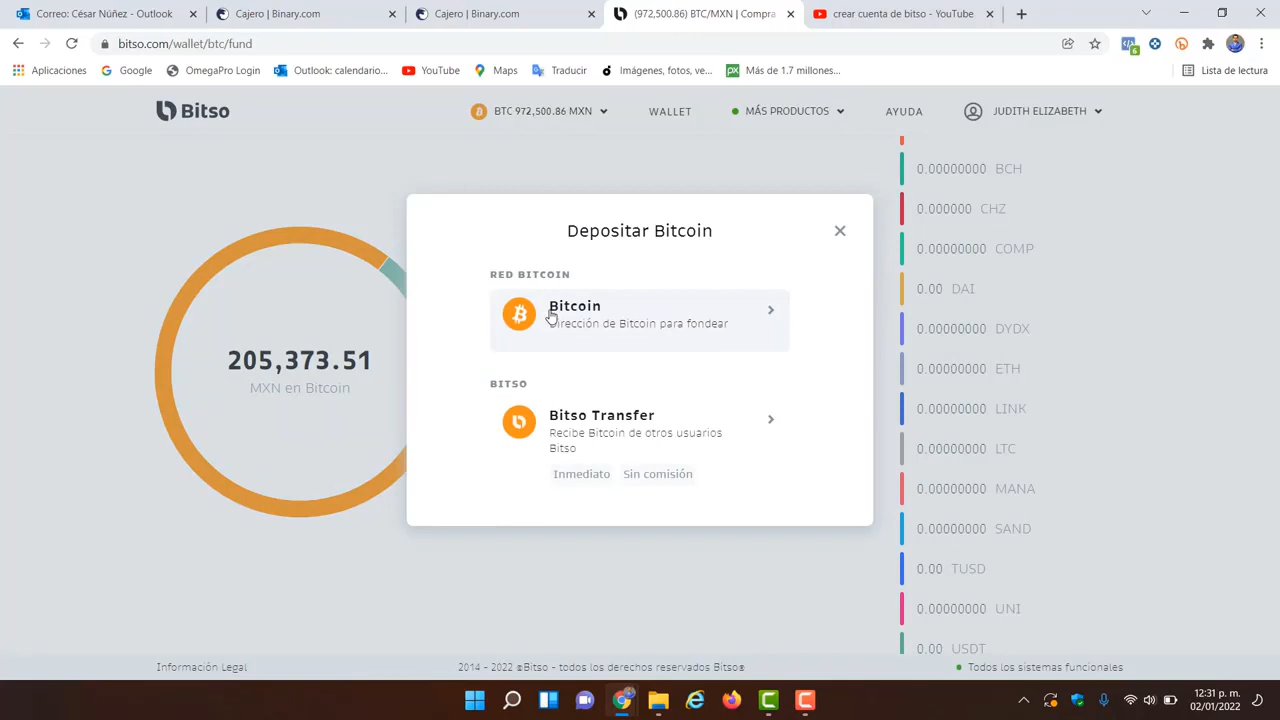 Correo: César Núñez - Outlook
Cajero | Binary.com
Cajero | Binary.com
(972,500.86) BTC/MXN | Compra
crear cuenta de bitso - YouTube
bitso.com/wallet/btc/fund
6
Aplicaciones
Google
OmegaPro Login
Outlook: calendario...
YouTube
Maps
Traducir
Imágenes, fotos, ve...
Más de 1.7 millones...
Lista de lectura
Bitso
BTC 972,500.86 MXN
WALLET
MÁS PRODUCTOS
AYUDA
JUDITH ELIZABETH
205,373.51
MXN en Bitcoin
Depositar Bitcoin
RED BITCOIN
Bitcoin
Dirección de Bitcoin para fondear
BITSO
Bitso Transfer
Recibe Bitcoin de otros usuarios
Bitso
Inmediato Sin comisión
0.00000000 BCH
0.000000 CHZ
0.00000000 COMP
0.00 DAI
0.00000000 DYDX
0.00000000 ETH
0.00000000 LINK
0.00000000 LTC
0.00000000 MANA
0.00000000 SAND
0.00 TUSD
0.00000000 UNI
0.00 USDT
Información Legal
2014 - 2022 ®Bitso - todos los derechos reservados Bitso®
Todos los sistemas funcionales
12:31 p. m.
02/01/2022